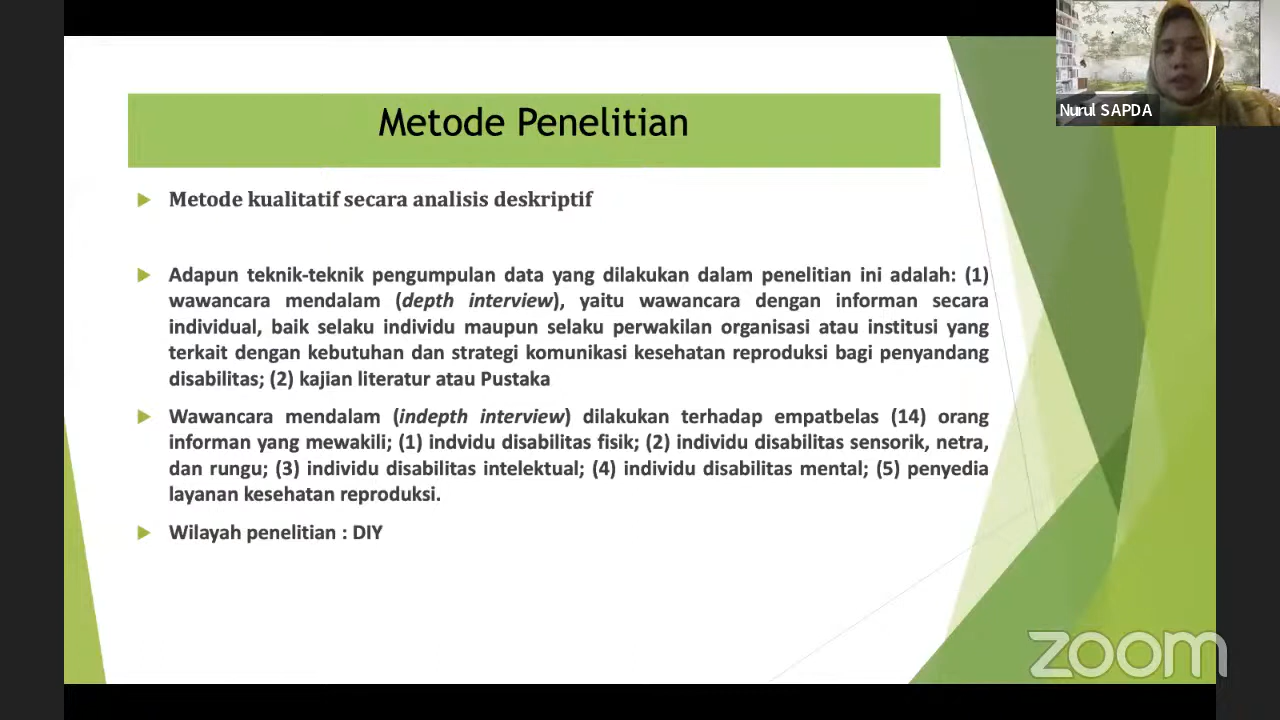 Metode Penelitian
Nurul SAPDA
Metode kualitatif secara analisis deskriptif
Adapun teknik-teknik pengumpulan data yang dilakukan dalam penelitian ini adalah: (1)
wawancara mendalam (depth interview), yaitu wawancara dengan informan secara
individual, baik selaku individu maupun selaku perwakilan organisasi atau institusi yang
terkait dengan kebutuhan dan strategi komunikasi kesehatan reproduksi bagi penyandang
disabilitas; (2) kajian literatur atau Pustaka
Wawancara mendalam (indepth interview) dilakukan terhadap empatbelas (14) orang
informan yang mewakili; (1) indvidu disabilitas fisik; (2) individu disabilitas sensorik, netra,
dan rungu; (3) individu disabilitas intelektual; (4) individu disabilitas mental; (5) penyedia
layanan kesehatan reproduksi.
Wilayah penelitian : DIY
zoom